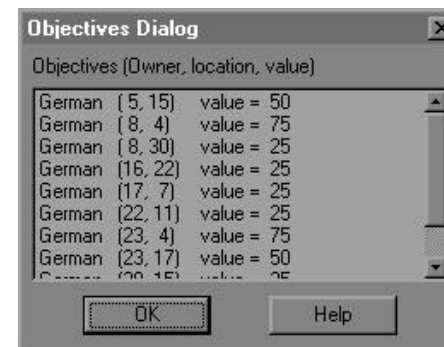 Objectives Dialog
Objectives (Owner, location, value)
German ( 5, 15) value = 50
German ( 8, 4) value = 75
German ( 8, 30) value = 25
German (16, 22) value = 25
German (17, 7) value = 25
German (22, 11) value = 25
German (23, 4) value = 75
German (23, 17) value = 50
OK Help